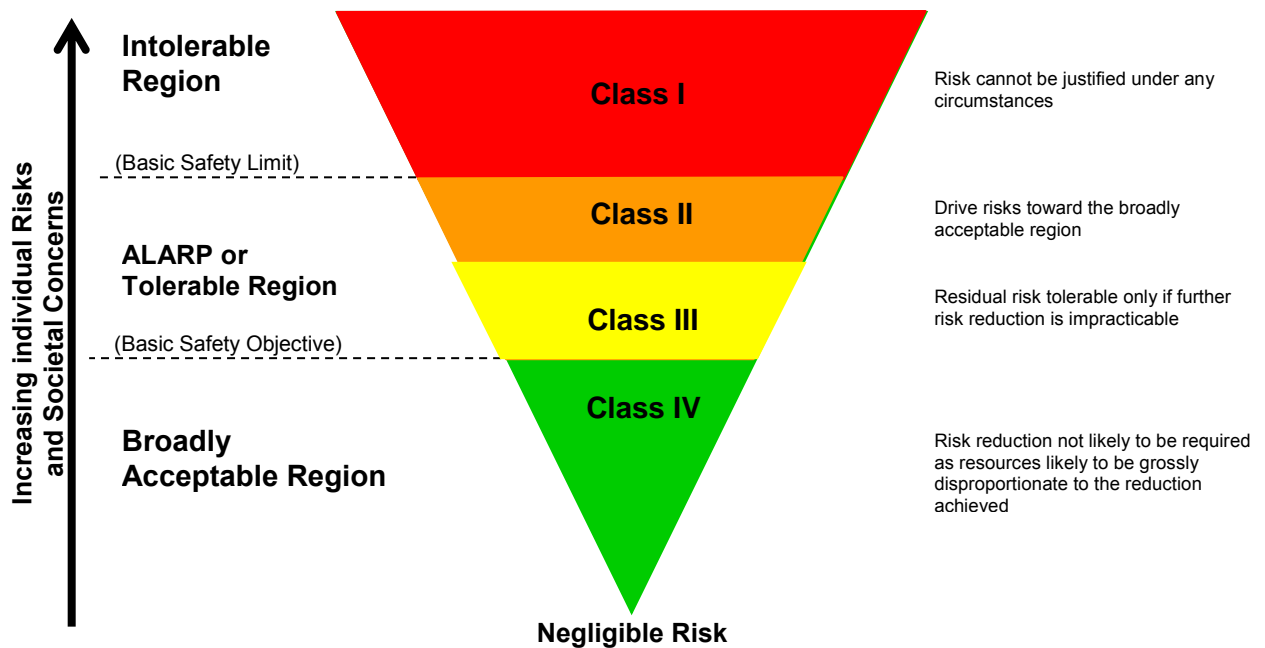 Increasing individual Risks
and Societal Concerns
Intolerable
Region
Class I
Risk cannot be justified under any
circumstances
(Basic Safety Limit)
Class II
Drive risks toward the broadly
acceptable region
ALARP or
Tolerable Region
Class III
Residual risk tolerable only if further
risk reduction is impracticable
(Basic Safety Objective)
Class IV
Broadly
Acceptable Region
Risk reduction not likely to be required
as resources likely to be grossly
disproportionate to the reduction
achieved
Negligible Risk